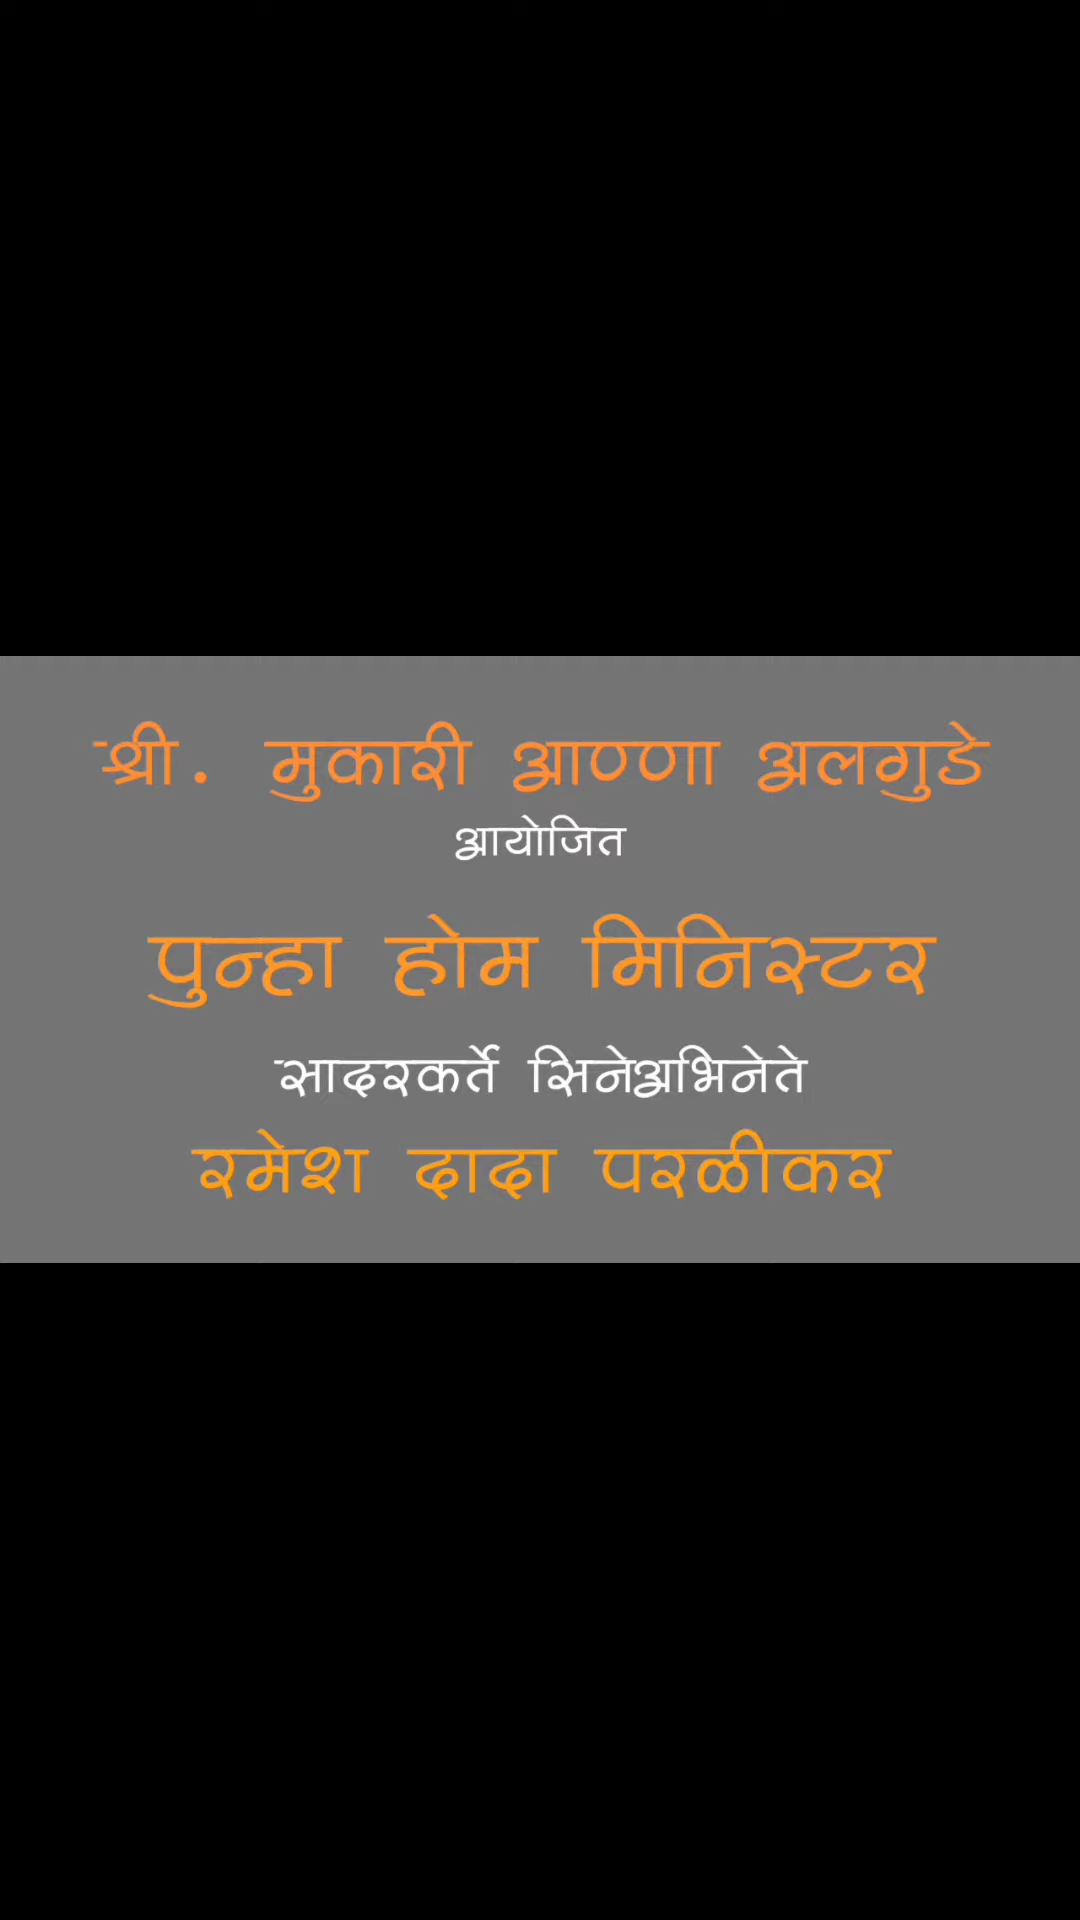 श्री. मुकारी आण्णा अलगुडे
आयोजित
पुन्हा होम मिनिस्टर
सादरकर्ते सिनेअभिनेते
रमेश दादा परळीकर